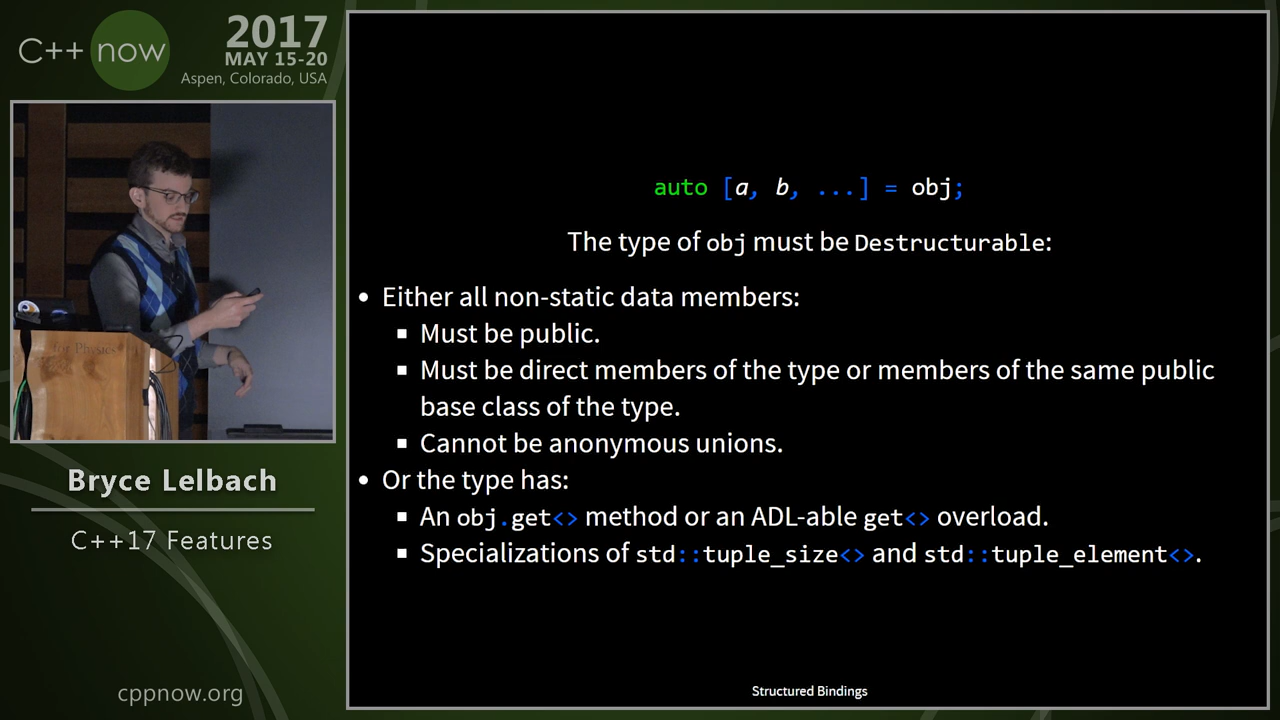 C++ now
2017
MAY 15-20
Aspen, Colorado, USA
for Physics
Bryce Lelbach
C++17 Features
cppnow.org
auto [a, b, ...] = obj;
The type of obj must be Destructurable:
• Either all non-static data members:
▪ Must be public.
▪ Must be direct members of the type or members of the same public
base class of the type.
▪ Cannot be anonymous unions.
• Or the type has:
▪ An obj.get<> method or an ADL-able get<> overload.
▪ Specializations of std::tuple_size<> and std::tuple_element<>.
Structured Bindings